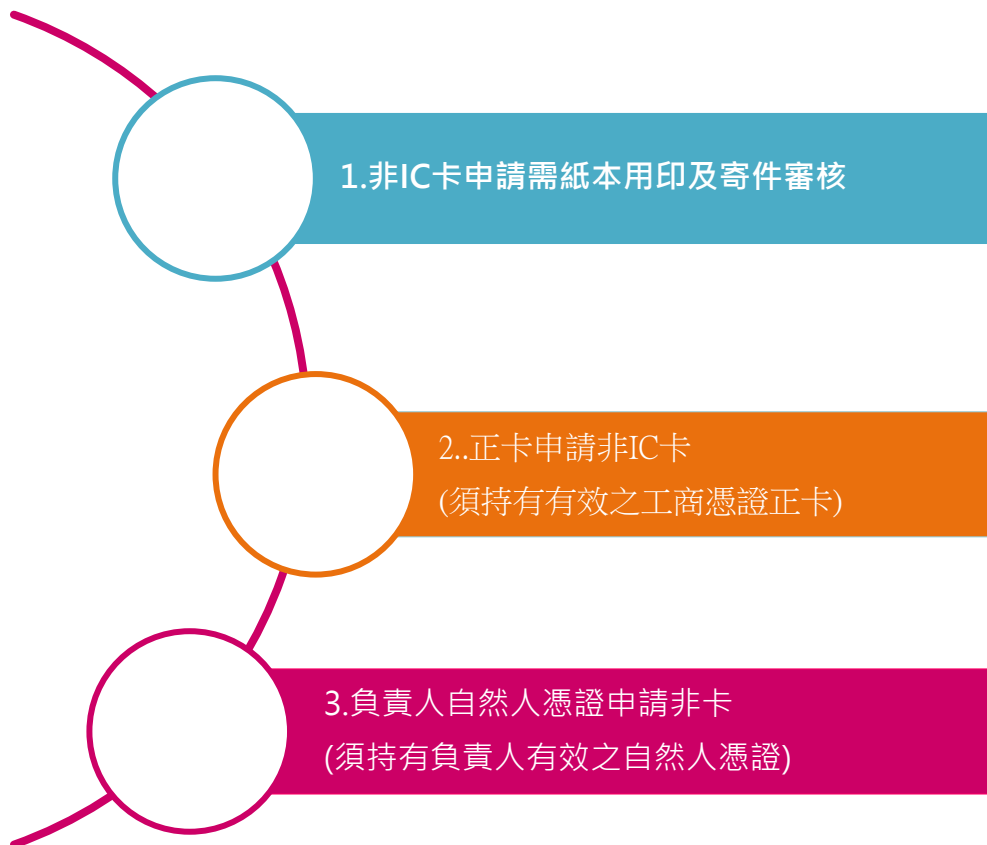 1.非IC卡申請需紙本用印及寄件審核
2..正卡申請非IC卡
(須持有有效之工商憑證正卡)
3.負責人自然人憑證申請非卡
(須持有負責人有效之自然人憑證)